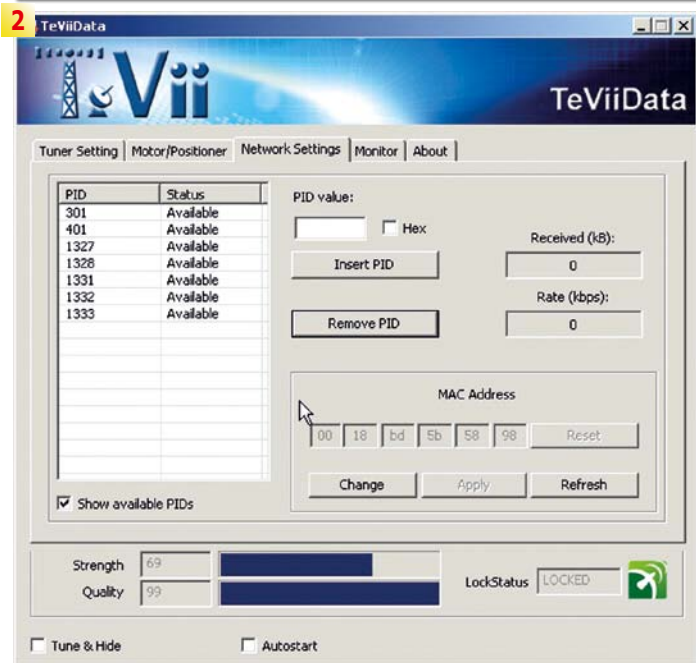 2
TeViiData
TeVii
TeViiData
Tuner Setting Motor/Positioner Network Settings Monitor About
PID Status
301 Available
401 Available
1327 Available
1328 Available
1331 Available
1332 Available
1333 Available
Show available PIDs
PID value:
Hex
Insert PID
Remove PID
Received (kB):
0
Rate (kbps):
0
MAC Address
00 18 bd 5b 58 98 Reset
Change Apply Refresh
Strength 69
Quality 99
LockStatus LOCKED
Tune & Hide Autostart